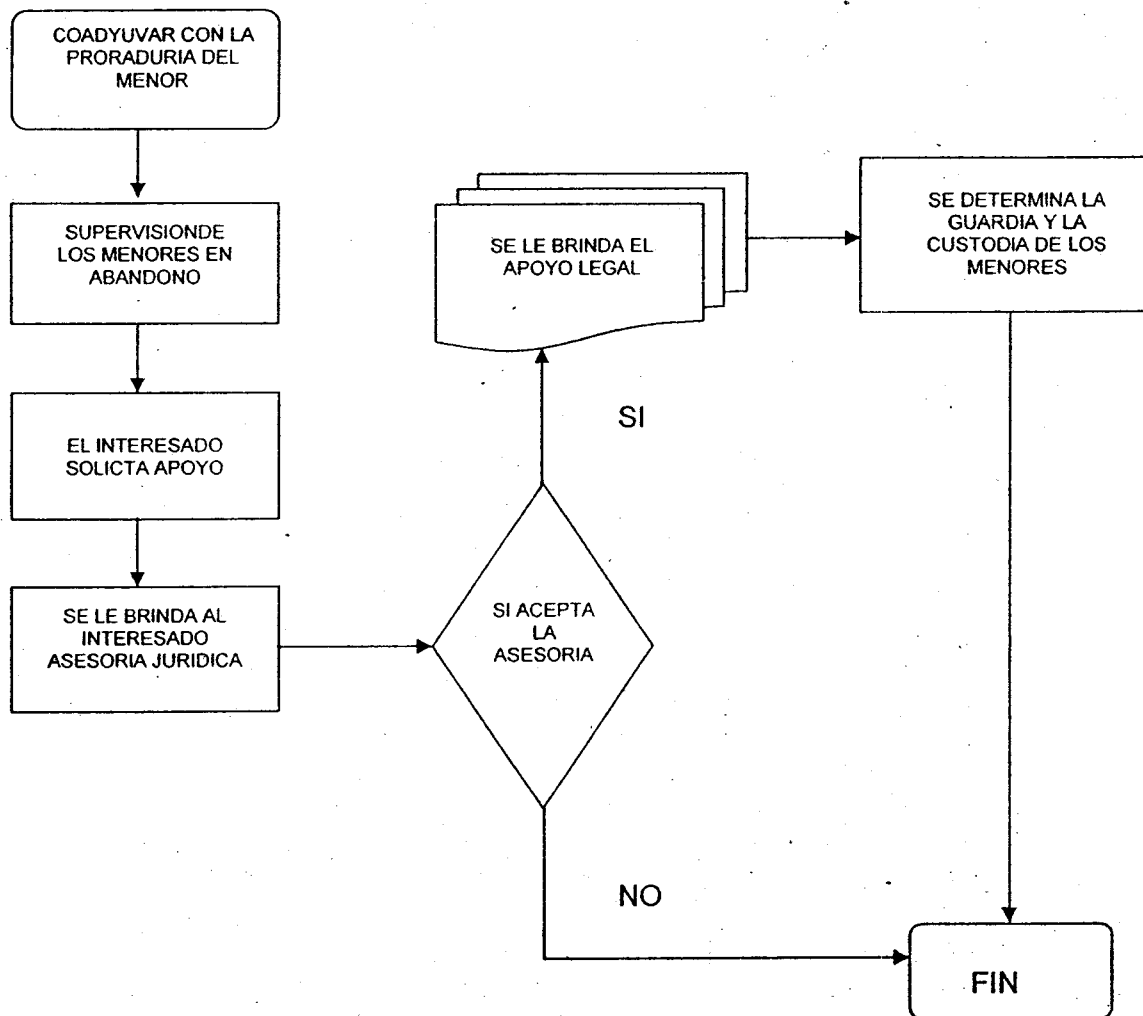 COADYUVAR CON LA
PRORADURIA DEL
MENOR
SUPERVISIONDE
LOS MENORES EN
ABANDONO
EL INTERESADO
SOLICTA APOYO
SE LE BRINDA AL
INTERESADO
ASESORIA JURIDICA
SI ACEPTA
LA
ASESORIA
SI
SE LE BRINDA EL
APOYO LEGAL
SE DETERMINA LA
GUARDIA Y LA
CUSTODIA DE LOS
MENORES
NO
FIN